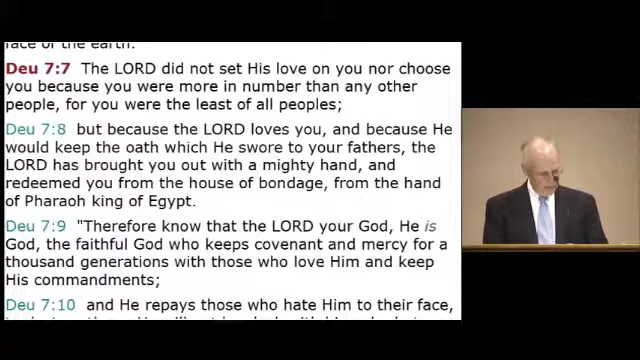 face of the earth.
Deu 7:7 The LORD did not set His love on you nor choose
you because you were more in number than any other
people, for you were the least of all peoples;
Deu 7:8 but because the LORD loves you, and because He
would keep the oath which He swore to your fathers, the
LORD has brought you out with a mighty hand, and
redeemed you from the house of bondage, from the hand
of Pharaoh king of Egypt.
Deu 7:9 "Therefore know that the LORD your God, He is
God, the faithful God who keeps covenant and mercy for a
thousand generations with those who love Him and keep
His commandments;
Deu 7:10 and He repays those who hate Him to their face,